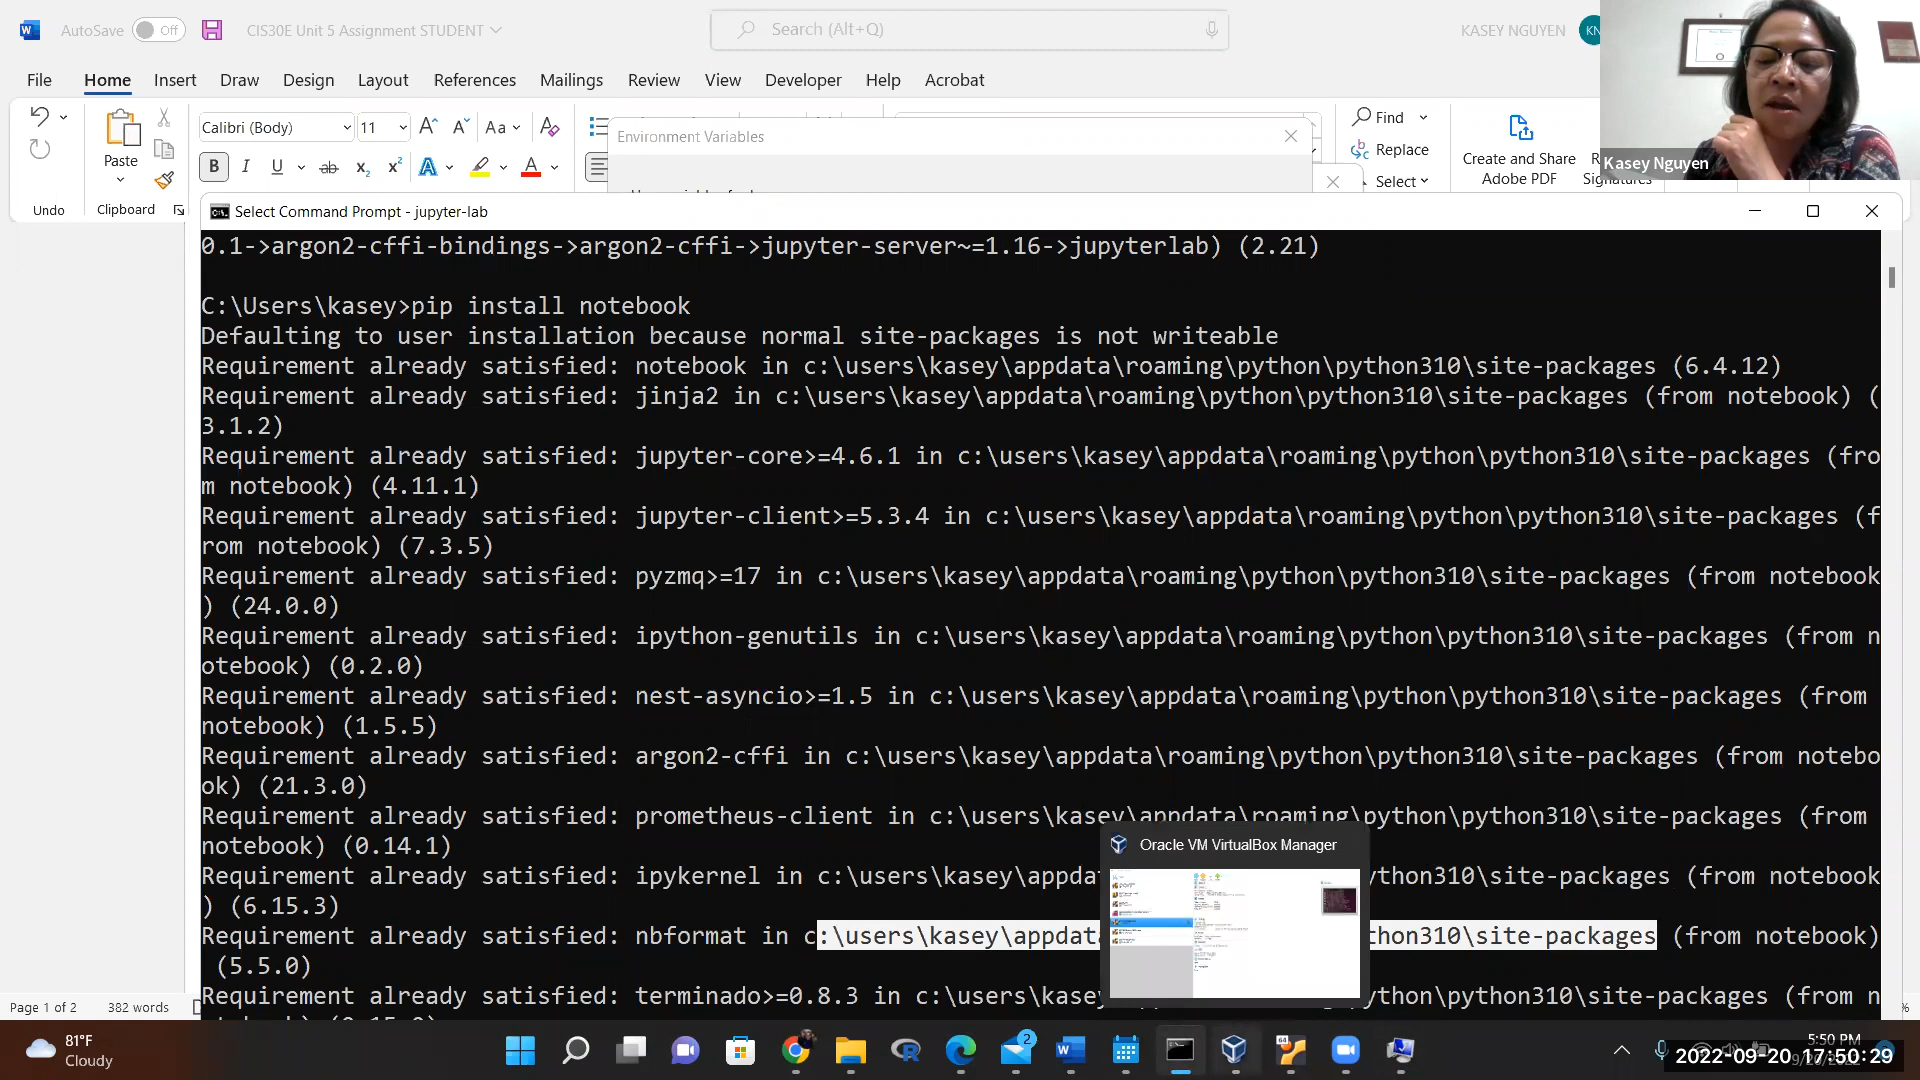 AutoSave
Off
CIS30E Unit 5 Assignment STUDENT
Search (Alt+Q)
KASEY NGUYEN
File Home Insert Draw Design Layout References Mailings Review View Developer Help Acrobat
Paste
Calibri (Body)
11
Aa
B I U ab x2 x2 A A
Undo
Clipboard
Environment Variables
Find
Replace
Select
Create and Share
Adobe PDF
Signatures
Kasey Nguyen
Select Command Prompt - jupyter-lab
0.1->argon2-cffi-bindings->argon2-cffi->jupyter-server~=1.16->jupyterlab) (2.21)
C:\Users\kasey>pip install notebook
Defaulting to user installation because normal site-packages is not writeable
Requirement already satisfied: notebook in c:\users\kasey\appdata\roaming\python\python310\site-packages (6.4.12)
Requirement already satisfied: jinja2 in c:\users\kasey\appdata\roaming\python\python310\site-packages (from notebook) (
3.1.2)
Requirement already satisfied: jupyter-core>=4.6.1 in c:\users\kasey\appdata\roaming\python\python310\site-packages (fro
m notebook) (4.11.1)
Requirement already satisfied: jupyter-client>=5.3.4 in c:\users\kasey\appdata\roaming\python\python310\site-packages (f
rom notebook) (7.3.5)
Requirement already satisfied: pyzmq>=17 in c:\users\kasey\appdata\roaming\python\python310\site-packages (from notebook
) (24.0.0)
Requirement already satisfied: ipython-genutils in c:\users\kasey\appdata\roaming\python\python310\site-packages (from n
otebook) (0.2.0)
Requirement already satisfied: nest-asyncio>=1.5 in c:\users\kasey\appdata\roaming\python\python310\site-packages (from
notebook) (1.5.5)
Requirement already satisfied: argon2-cffi in c:\users\kasey\appdata\roaming\python\python310\site-packages (from notebo
ok) (21.3.0)
Requirement already satisfied: prometheus-client in c:\users\kasey\appdata\roaming\python\python310\site-packages (from
notebook) (0.14.1)
Requirement already satisfied: ipykernel in c:\users\kasey\appda thon310\site-packages (from notebook
) (6.15.3)
Requirement already satisfied: nbformat in c:\users\kasey\appdata thon310\site-packages (from notebook)
(5.5.0)
Requirement already satisfied: terminado>=0.8.3 in c:\users\kasey ython\python310\site-packages (from n
Oracle VM VirtualBox Manager
Page 1 of 2
382 words
81°F
Cloudy
2
64
5:50 PM
2022-09-20 17:50:29